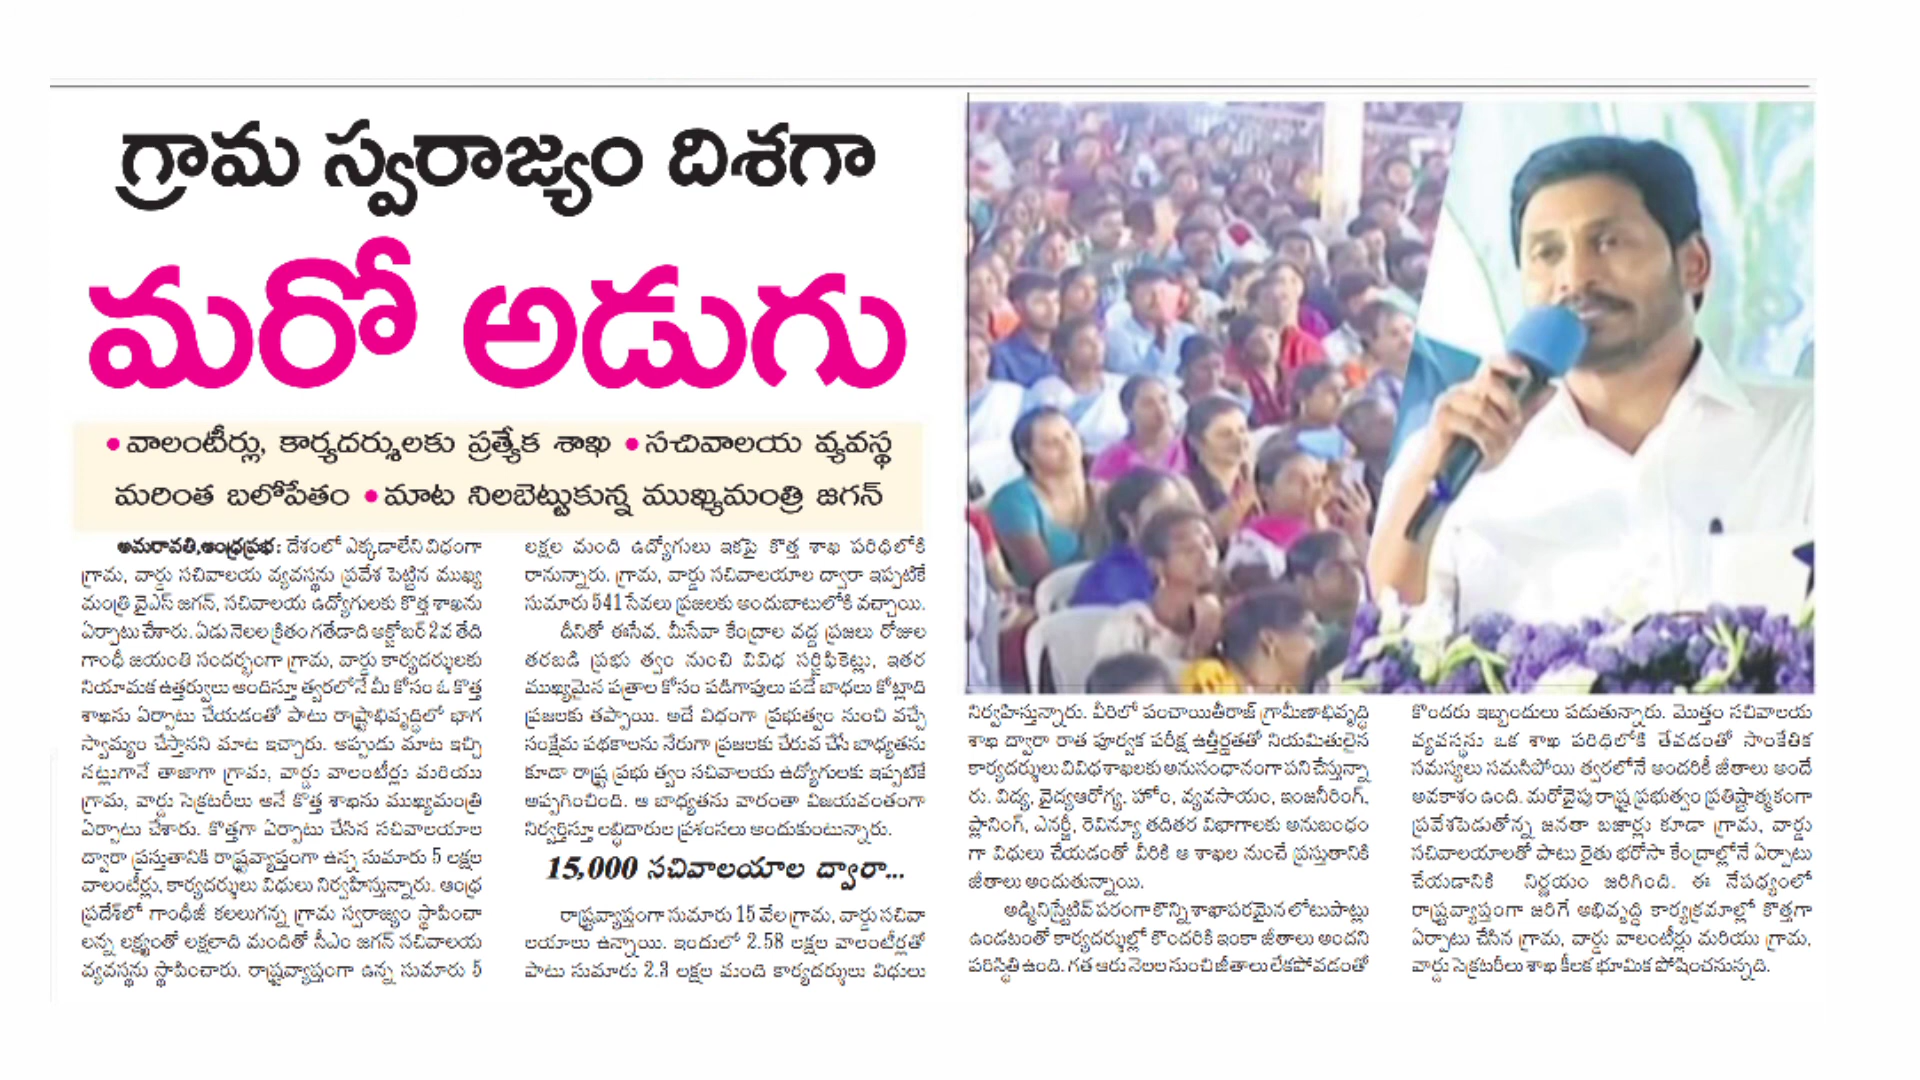 గ్రామ స్వరాజ్యం దిశగా
మరో అడుగు
•వాలంటీర్లు, కార్యదర్శులకు ప్రత్యేక శాఖ •సచివాలయ వ్యవస్థ
మరింత బలోపేతం •మాట నిలబెట్టుకున్న ముఖ్యమంత్రి జగన్
అమరావతి,ఆంధ్రప్రభ: దేశంలో ఎక్కడాలేని విధంగా
గ్రామ, వార్డు సచివాలయ వ్యవస్థను ప్రవేశ పెట్టిన ముఖ్య
మంత్రి వైఎస్ జగన్, సచివాలయ ఉద్యోగులకు కొత్త శాఖను
ఏర్పాటు చేశారు. ఏడు నెలల క్రితం గతేడాది అక్టోబర్ 2వ తేది
గాంధీ జయంతి సందర్భంగా గ్రామ, వార్డు కార్యదర్శులకు
నియామక ఉత్తర్వులు అందిస్తూ త్వరలోనే మీ కోసం ఓ కొత్త
శాఖను ఏర్పాటు చేయడంతో పాటు రాష్ట్రాభివృద్ధిలో భాగ
స్వామ్యం చేస్తానని మాట ఇచ్చారు. అప్పుడు మాట ఇచ్చి
నట్లుగానే తాజాగా గ్రామ, వార్డు వాలంటీర్లు మరియు
గ్రామ, వార్డు సెక్రటరీలు అనే కొత్త శాఖను ముఖ్యమంత్రి
ఏర్పాటు చేశారు. కొత్తగా ఏర్పాటు చేసిన సచివాలయాల
ద్వారా ప్రస్తుతానికి రాష్ట్రవ్యాప్తంగా ఉన్న సుమారు 5 లక్షల
వాలంటీర్లు, కార్యదర్శులు విధులు నిర్వహిస్తున్నారు. ఆంధ్ర
ప్రదేశ్‌లో గాంధీజీ కలలుగన్న గ్రామ స్వరాజ్యం స్థాపించా
లన్న లక్ష్యంతో లక్షలాది మందితో సీఎం జగన్ సచివాలయ
వ్యవస్థను స్థాపించారు. రాష్ట్రవ్యాప్తంగా ఉన్న సుమారు 5
లక్షల మంది ఉద్యోగులు ఇకపై కొత్త శాఖ పరిధిలోకి
రానున్నారు. గ్రామ, వార్డు సచివాలయాల ద్వారా ఇప్పటికే
సుమారు 541 సేవలు ప్రజలకు అందుబాటులోకి వచ్చాయి.
దీనితో ఈసేవ, మీసేవా కేంద్రాల వద్ద ప్రజలు రోజుల
తరబడి ప్రభు త్వం నుంచి వివిధ సర్టిఫికెట్లు, ఇతర
ముఖ్యమైన పత్రాల కోసం పడిగాపులు పడే బాధలు కోట్లాది
ప్రజలకు తప్పాయి. అదే విధంగా ప్రభుత్వం నుంచి వచ్చే
సంక్షేమ పథకాలను నేరుగా ప్రజలకు చేరువ చేసే బాధ్యతను
కూడా రాష్ట్ర ప్రభు త్వం సచివాలయ ఉద్యోగులకు ఇప్పటికే
అప్పగించింది. ఆ బాధ్యతను వారంతా విజయవంతంగా
నిర్వర్తిస్తూ లబ్ధిదారుల ప్రశంసలు అందుకుంటున్నారు.
15,000 సచివాలయాల ద్వారా...
రాష్ట్రవ్యాప్తంగా సుమారు 15 వేల గ్రామ, వార్డు సచివా
లయాలు ఉన్నాయి. ఇందులో 2.58 లక్షల వాలంటీర్లతో
పాటు సుమారు 2.3 లక్షల మంది కార్యదర్శులు విధులు
నిర్వహిస్తున్నారు. వీరిలో పంచాయితీరాజ్ గ్రామీణాభివృద్ధి
శాఖ ద్వారా రాత పూర్వక పరీక్ష ఉత్తీర్ణతతో నియమితులైన
కార్యదర్శులు వివిధ శాఖలకు అనుసంధానంగా పని చేస్తున్నా
రు. విద్య, వైద్యఆరోగ్య, హోం, వ్యవసాయం, ఇంజనీరింగ్,
ప్లానింగ్, ఎనర్జీ, రెవిన్యూ తదితర విభాగాలకు అనుబంధం
గా విధులు చేయడంతో వీరికి ఆ శాఖల నుంచే ప్రస్తుతానికి
జీతాలు అందుతున్నాయి.
అడ్మినిస్ట్రేటివ్ పరంగా కొన్ని శాఖాపరమైన లోటుపాట్లు
ఉండటంతో కార్యదర్శుల్లో కొందరికి ఇంకా జీతాలు అందని
పరిస్థితి ఉంది. గత ఆరు నెలల నుంచి జీతాలు లేకపోవడంతో
కొందరు ఇబ్బందులు పడుతున్నారు. మొత్తం సచివాలయ
వ్యవస్థను ఒక శాఖ పరిధిలోకి తేవడంతో సాంకేతిక
సమస్యలు సమసిపోయి త్వరలోనే అందరికీ జీతాలు అందే
అవకాశం ఉంది. మరోవైపు రాష్ట్ర ప్రభుత్వం ప్రతిష్టాత్మకంగా
ప్రవేశపెడుతోన్న జనతా బజార్లు కూడా గ్రామ, వార్డు
సచివాలయాలతో పాటు రైతు భరోసా కేంద్రాల్లోనే ఏర్పాటు
చేయడానికి నిర్ణయం జరిగింది. ఈ నేపథ్యంలో
రాష్ట్రవ్యాప్తంగా జరిగే అభివృద్ధి కార్యక్రమాల్లో కొత్తగా
ఏర్పాటు చేసిన గ్రామ, వార్డు వాలంటీర్లు మరియు గ్రామ,
వార్డు సెక్రటరీలు శాఖ కీలక భూమిక పోషించనున్నది.